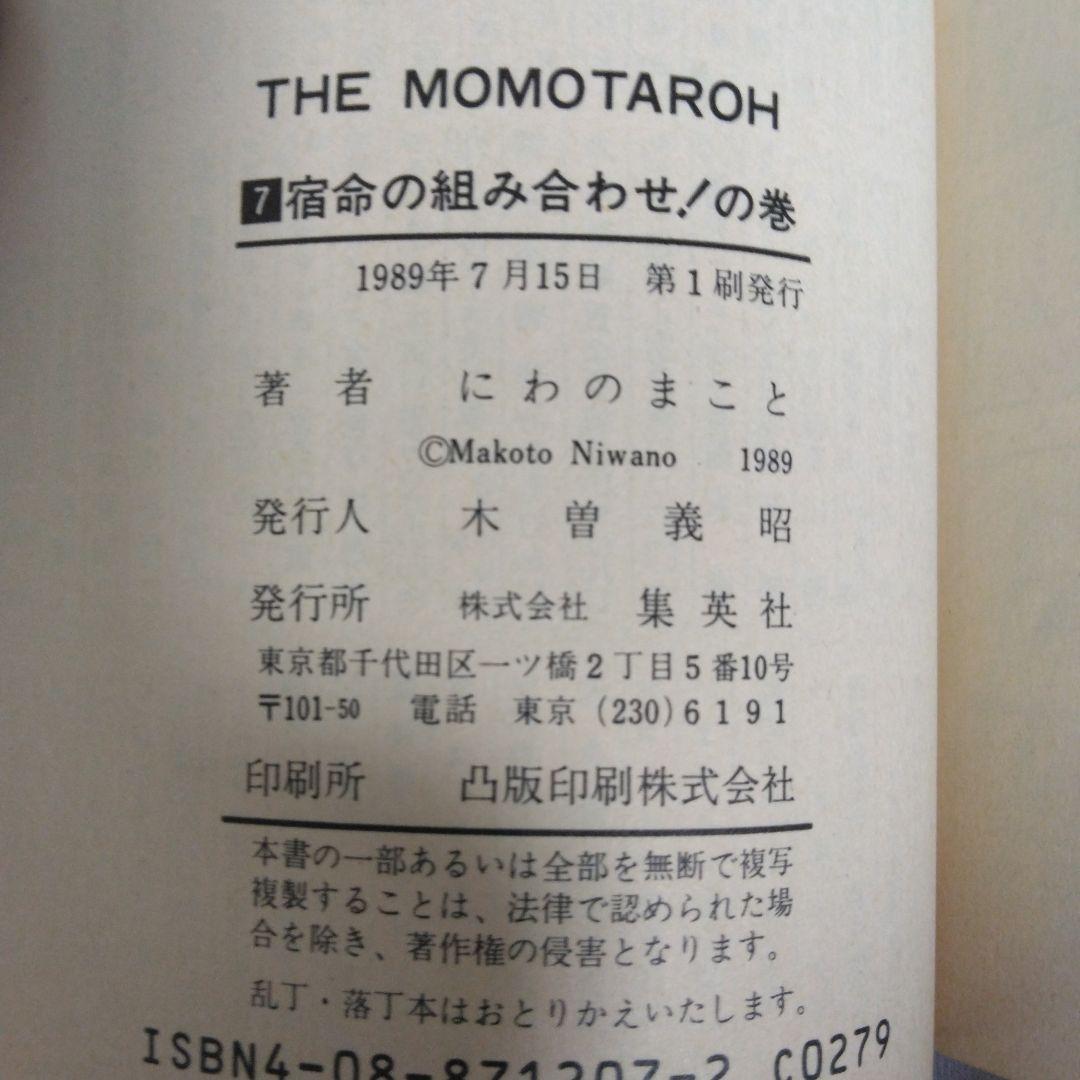 THE MOMOTAROH
7 宿命の組み合わせ!の巻
1989年7月15日 第1刷発行
著者 にわのまこと
©Makoto Niwano 1989
発行人 木曽義昭
発行所 株式会社 集英社
東京都千代田区一ツ橋2丁目5番10号
〒101-50 電話 東京 (230)6191
印刷所 凸版印刷株式会社
本書の一部あるいは全部を無断で複写
複製することは、法律で認められた場
合を除き、著作権の侵害となります。
乱丁・落丁本はおとりかえいたします。
ISBN4-08-871207-2 C0279